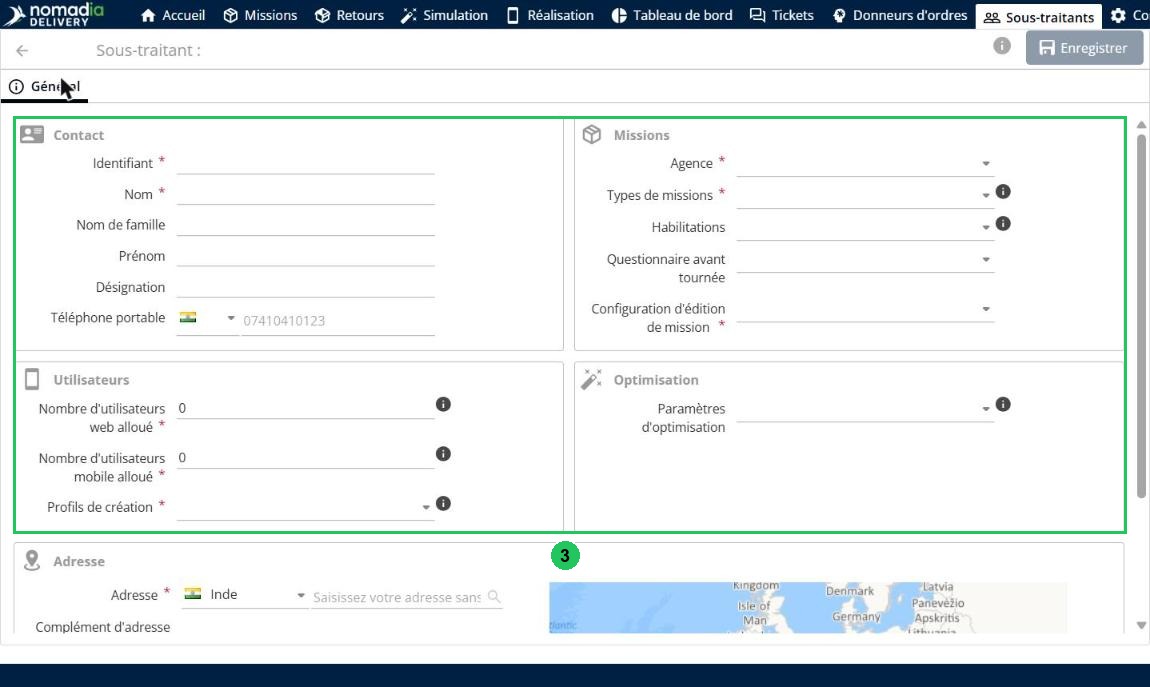 nomadia DELIVERY Accueil Missions Retours Simulation Réalisation Tableau de bord Tickets Donneurs d'ordres Sous-traitants Co
Sous-traitant : Enregistrer
Général
Contact
Identifiant *
Nom *
Nom de famille
Prénom
Désignation
Téléphone portable 07410410123
Missions
Agence *
Types de missions *
Habilitations
Questionnaire avant
tournée
Configuration d'édition
de mission *
Utilisateurs
Nombre d'utilisateurs 0
web alloué *
Nombre d'utilisateurs 0
mobile alloué *
Profils de création *
Optimisation
Paramètres
d'optimisation
3
Adresse
Adresse * Inde Saisissez votre adresse sans
Complément d'adresse
Kingdom
Isle of
Man
Denmark
Germany
Latvia
Panevėžio
Apskritis
Lithuania